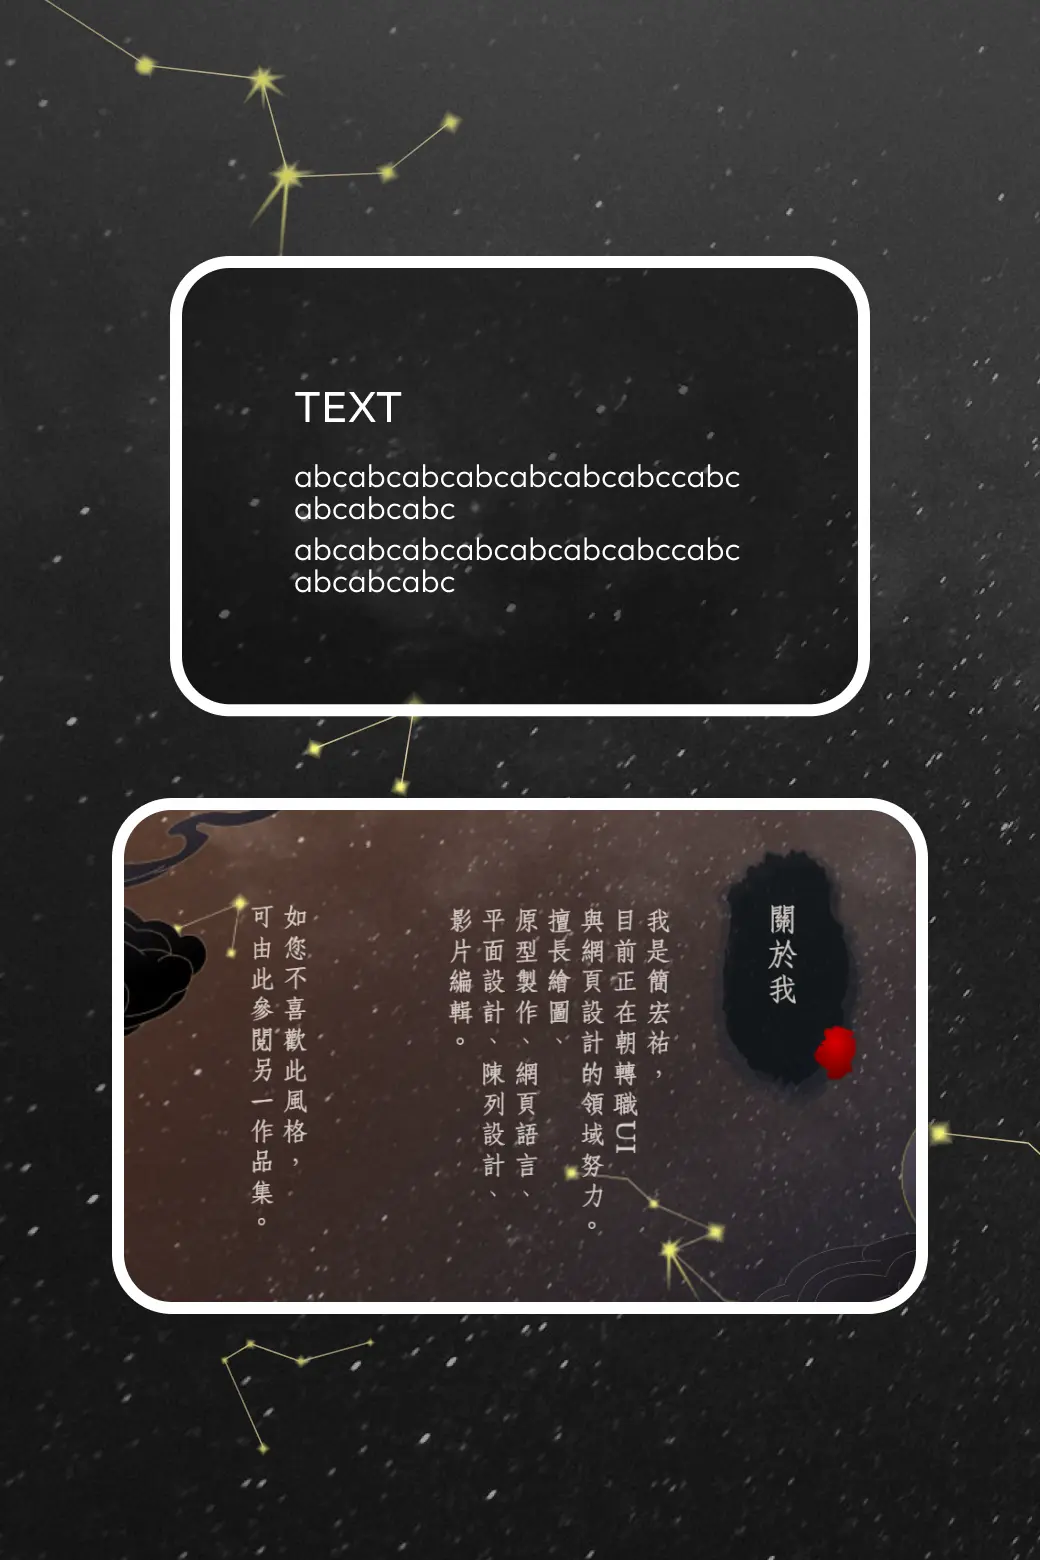 TEXT
abcabcabcabcabcabcabccabc
abcabcabc
abcabcabcabcabcabcabccabc
abcabcabc
關於我
我是簡宏祐，
目前正在朝轉職UI
與網頁設計的領域努力。
擅長繪圖、
原型製作、網頁語言、
平面設計、陳列設計、
影片編輯。
如您不喜歡此風格，
可由此參閱另一作品集。